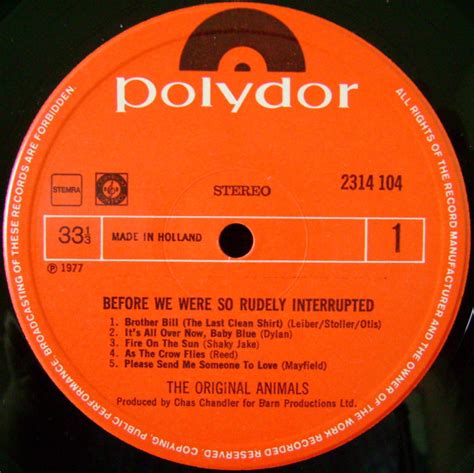 polydor
STEMRA
STEREO
2314 104
33 1/3
MADE IN HOLLAND
1
℗ 1977
BEFORE WE WERE SO RUDELY INTERRUPTED
1. Brother Bill (The Last Clean Shirt) (Leiber/Stoller/Otis)
2. It's All Over Now, Baby Blue (Dylan)
3. Fire On The Sun (Shaky Jake)
4. As The Crow Flies (Reed)
5. Please Send Me Someone To Love (Mayfield)
THE ORIGINAL ANIMALS
Produced by Chas Chandler for Barn Productions Ltd.
ALL RIGHTS OF THE RECORD MANUFACTURER AND THE OWNER OF THE WORK RECORDED RESERVED. COPYING, PUBLIC PERFORMANCE, BROADCASTING OF THESE RECORDS ARE FORBIDDEN.